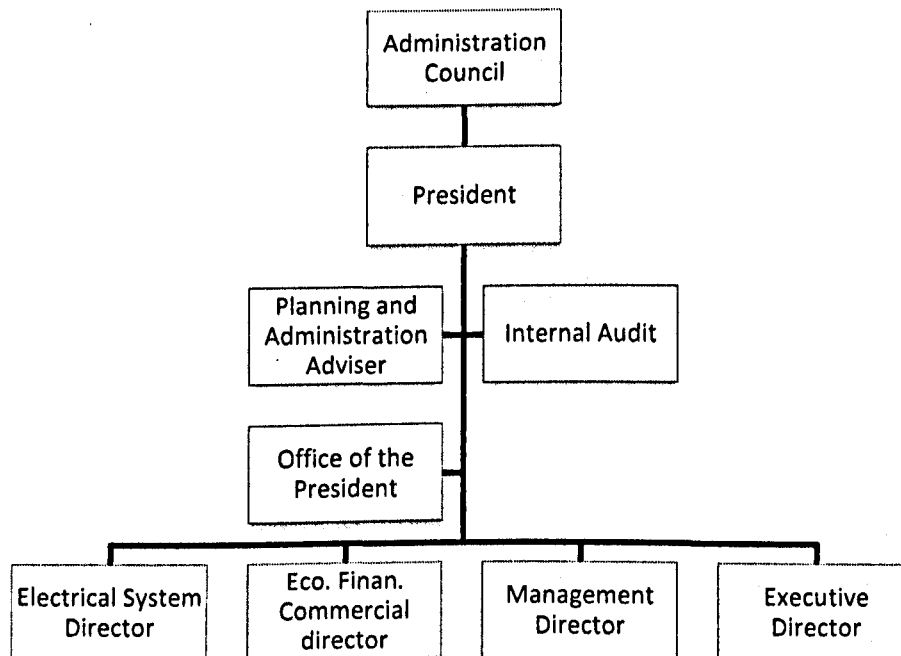 Administration
Council
President
Planning and
Administration
Adviser
Internal Audit
Office of the
President
Electrical System
Director
Eco. Finan.
Commercial
director
Management
Director
Executive
Director